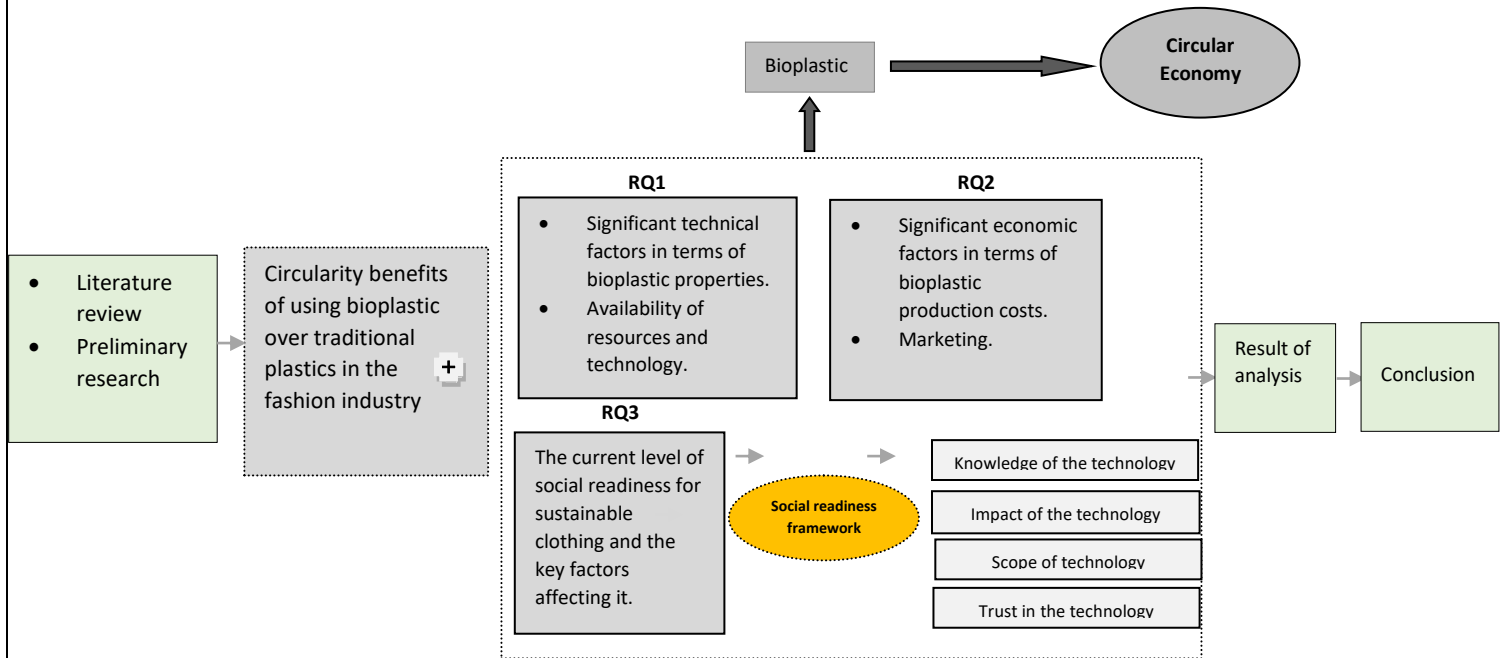 Bioplastic
Circular
Economy
RQ1
• Significant technical
factors in terms of
bioplastic properties.
• Availability of
resources and
technology.
RQ2
• Significant economic
factors in terms of
bioplastic
production costs.
• Marketing.
• Literature
review
• Preliminary
research
Circularity benefits
of using bioplastic
over traditional
plastics in the
fashion industry
+
RQ3
The current level of
social readiness for
sustainable
clothing and the
key factors
affecting it.
Social readiness
framework
Knowledge of the technology
Impact of the technology
Scope of technology
Trust in the technology
Result of
analysis
Conclusion